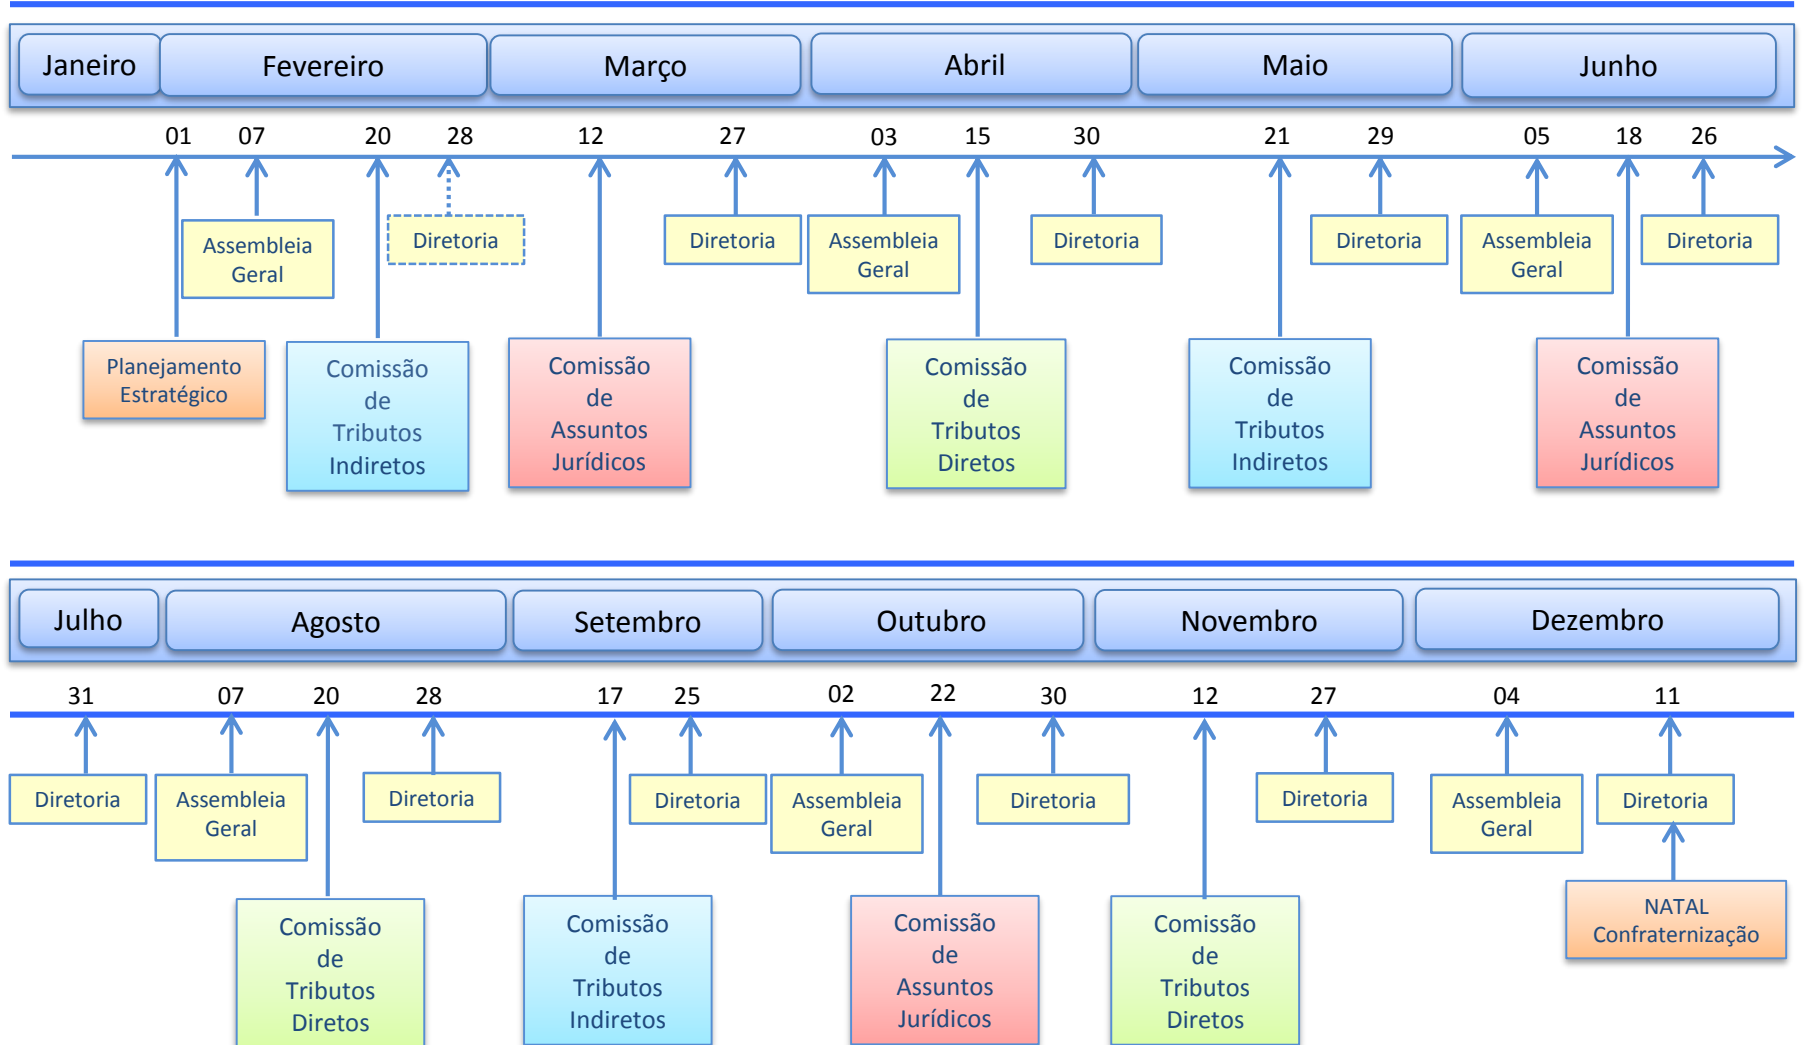 Janeiro
Fevereiro
Março
Abril
Maio
Junho
01
07
20
28
12
27
03
15
30
21
29
05
18
26
Assembleia
Geral
Diretoria
Diretoria
Assembleia
Geral
Diretoria
Diretoria
Assembleia
Geral
Diretoria
Planejamento
Estratégico
Comissão
de
Tributos
Indiretos
Comissão
de
Assuntos
Jurídicos
Comissão
de
Tributos
Diretos
Comissão
de
Tributos
Indiretos
Comissão
de
Assuntos
Jurídicos
Julho
Agosto
Setembro
Outubro
Novembro
Dezembro
31
07
20
28
17
25
02
22
30
12
27
04
11
Diretoria
Assembleia
Geral
Diretoria
Diretoria
Assembleia
Geral
Diretoria
Diretoria
Assembleia
Geral
Diretoria
Comissão
de
Tributos
Diretos
Comissão
de
Tributos
Indiretos
Comissão
de
Assuntos
Jurídicos
Comissão
de
Tributos
Diretos
NATAL
Confraternização